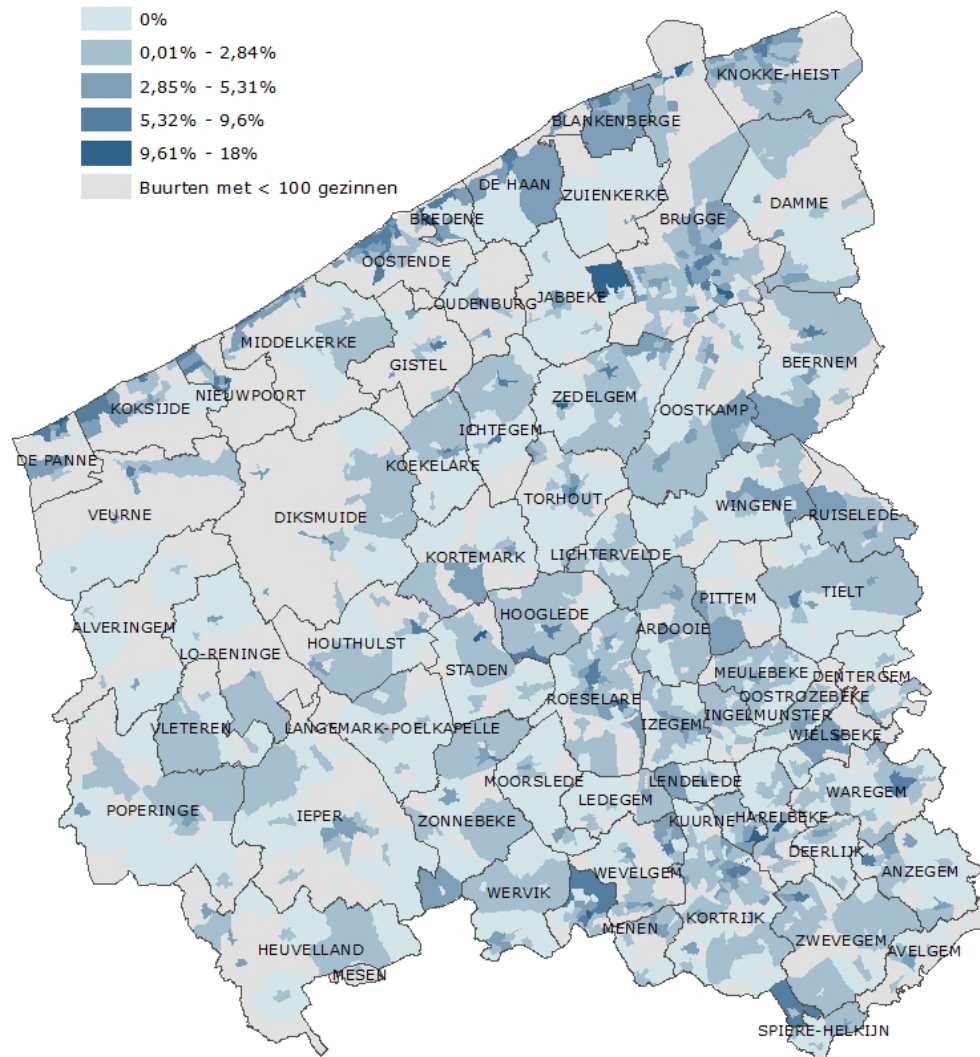 0%
0,01% - 2,84%
2,85% - 5,31%
5,32% - 9,6%
9,61% - 18%
Buurten met < 100 gezinnen
KNOKKE-HEIST
BLANKENBERGE
DE HAAN
ZUIENKERKE
DAMME
BREDENE
BRUGGE
OOSTENDE
OUDENBURG
JABBEKE
MIDDELKERKE
GISTEL
BEERNEM
NIEUWPOORT
ZEDELGEM
KOKSIJDE
OOSTKAMP
ICHTEGEM
DE PANNE
KOEKELARE
TORHOUT
VEURNE
DIKSMUIDE
WINGENE
RUISELEDE
KORTEMARK
LICHTERVELDE
TIELT
PITTEM
HOOGLEDE
ALVERINGEM
ARDOOIE
HOUTHULST
LO-RENINGE
STADEN
MEULEBEKE
DENTERGEM
ROESELARE
OOSTROZEBEKE
VLETEREN
LANGEMARK-POELKAPELLE
IZEGEM
INGELMUNSTER
WIELSBEKE
MOORSLEDE
LENDELEDE
WAREGEM
LEDEGEM
POPERINGE
IEPER
ZONNEBEKE
KUURNE
HARELBEKE
DEERLIJK
WEVELGEM
ANZEGEM
WERVIK
KORTRIJK
MENEN
ZWEVEGEM
HEUVELLAND
AVELGEM
MESEN
SPIERE-HELKIJN